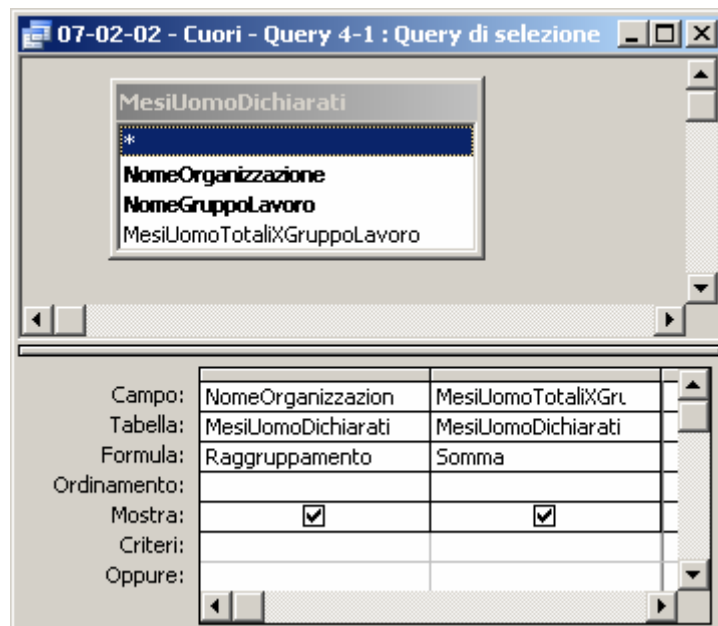 07-02-02 - Cuori - Query 4-1 : Query di selezione
MesiUomoDichiarati
*
NomeOrganizzazione
NomeGruppoLavoro
MesiUomoTotaliXGruppoLavoro
Campo: NomeOrganizzazion MesiUomoTotaliXGru
Tabella: MesiUomoDichiarati MesiUomoDichiarati
Formula: Raggruppamento Somma
Ordinamento:
Mostra:
Criteri:
Oppure: